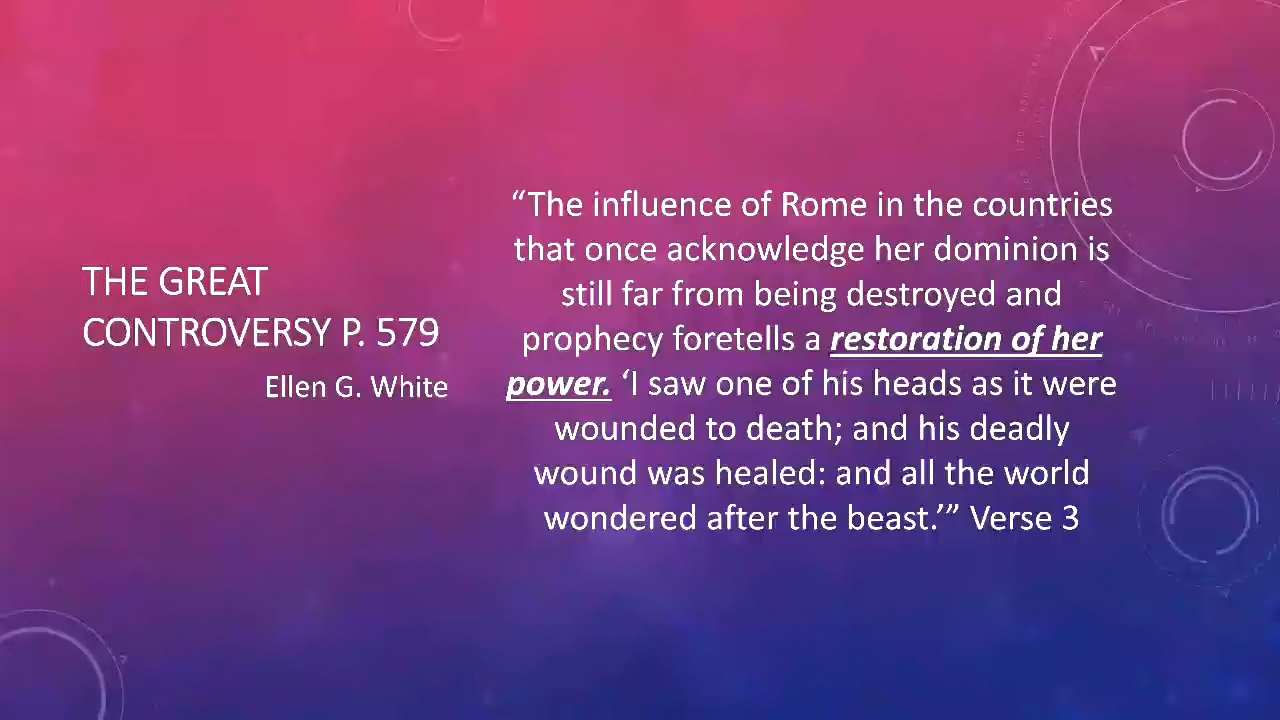 THE GREAT
CONTROVERSY P. 579
Ellen G. White
“The influence of Rome in the countries
that once acknowledge her dominion is
still far from being destroyed and
prophecy foretells a restoration of her
power. ‘I saw one of his heads as it were
wounded to death; and his deadly
wound was healed: and all the world
wondered after the beast.’” Verse 3